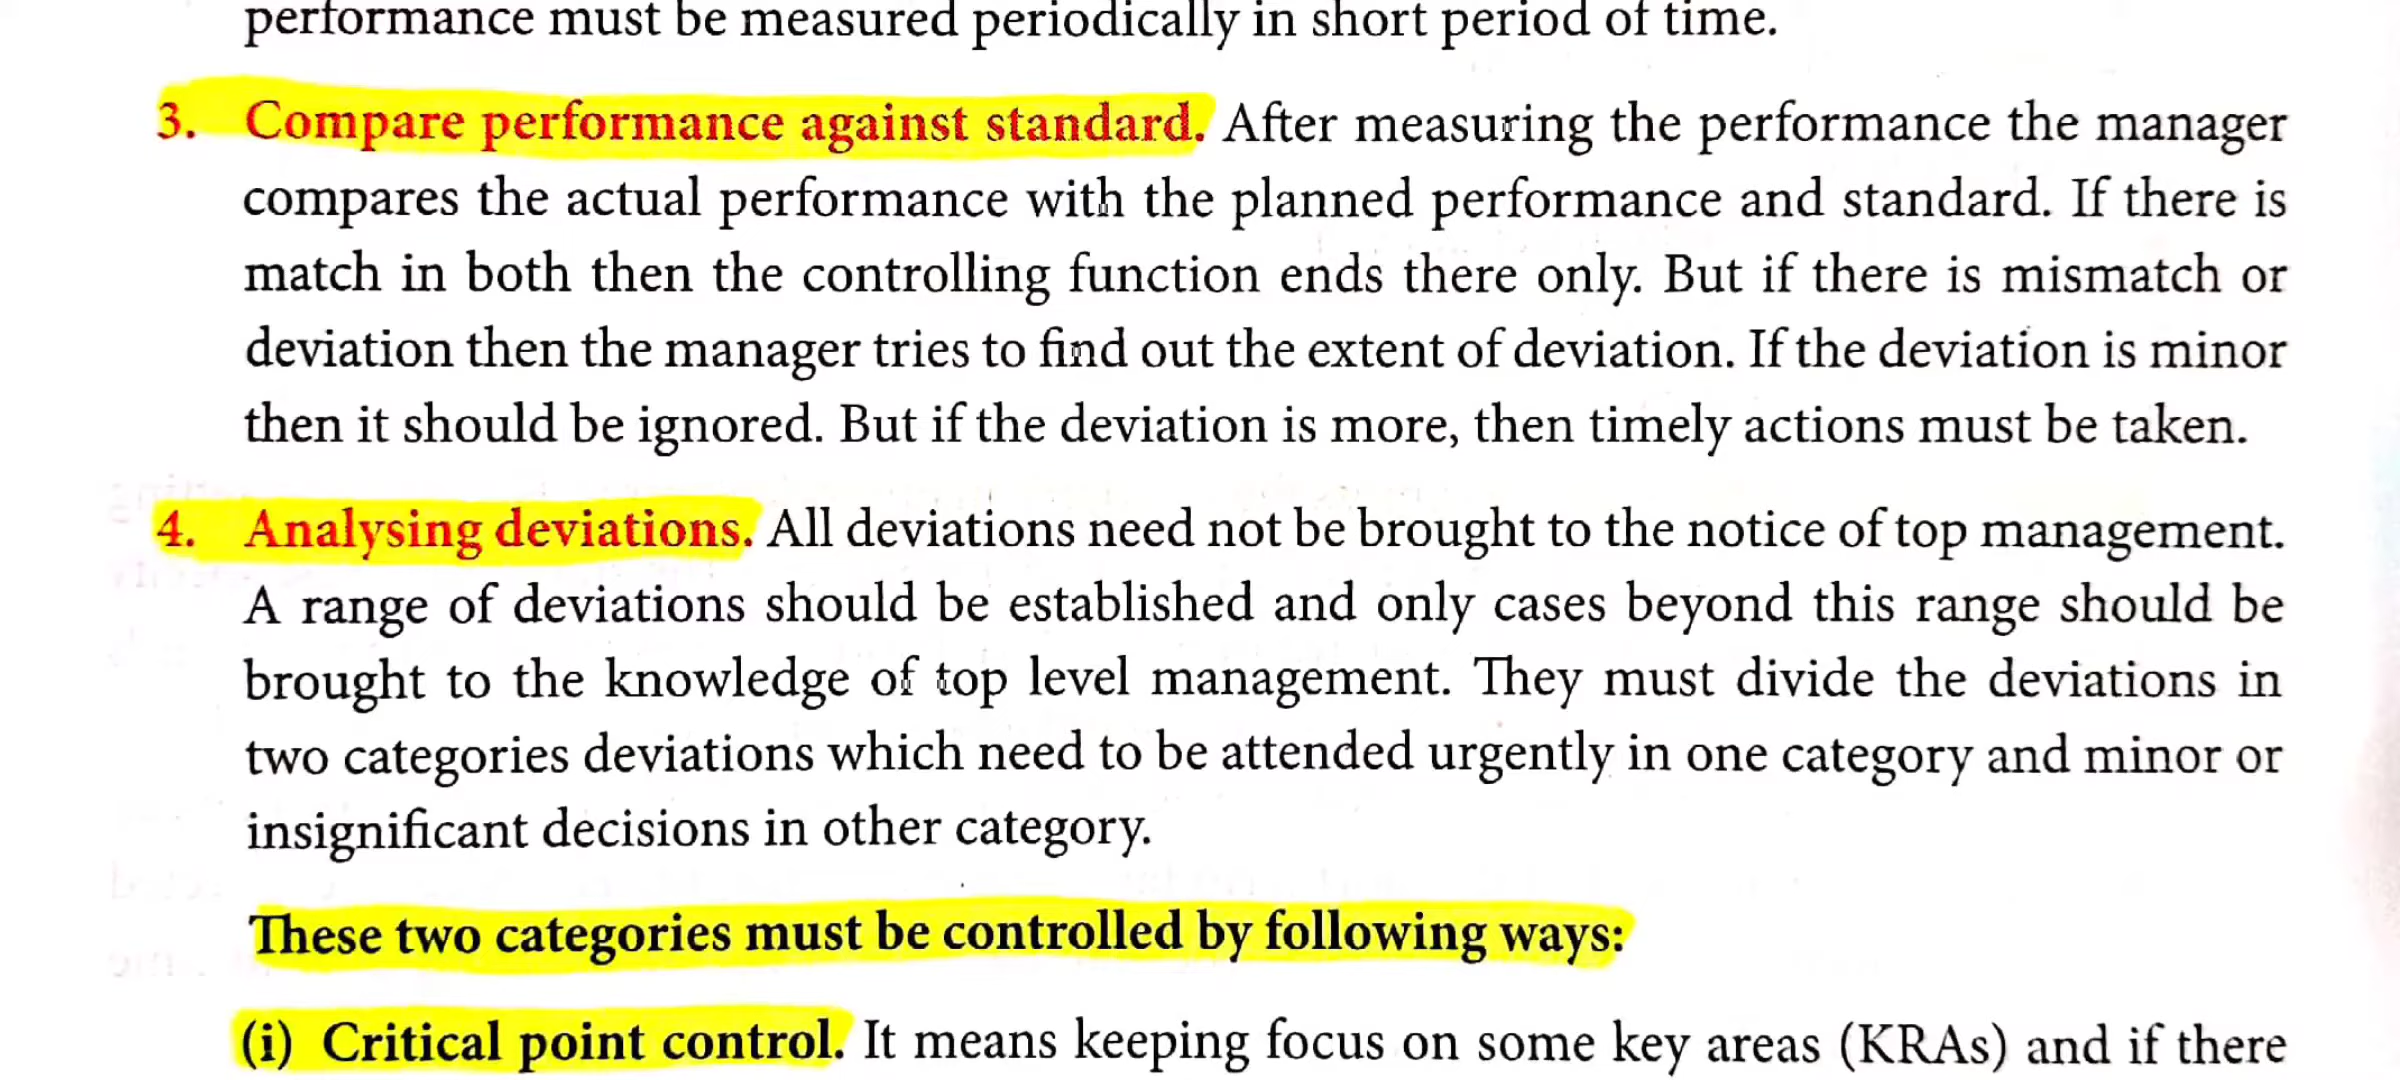 performance must be measured periodically in short period of time.
3. Compare performance against standard. After measuring the performance the manager
compares the actual performance with the planned performance and standard. If there is
match in both then the controlling function ends there only. But if there is mismatch or
deviation then the manager tries to find out the extent of deviation. If the deviation is minor
then it should be ignored. But if the deviation is more, then timely actions must be taken.
4. Analysing deviations. All deviations need not be brought to the notice of top management.
A range of deviations should be established and only cases beyond this range should be
brought to the knowledge of top level management. They must divide the deviations in
two categories deviations which need to be attended urgently in one category and minor or
insignificant decisions in other category.
These two categories must be controlled by following ways:
(i) Critical point control. It means keeping focus on some key areas (KRAs) and if there